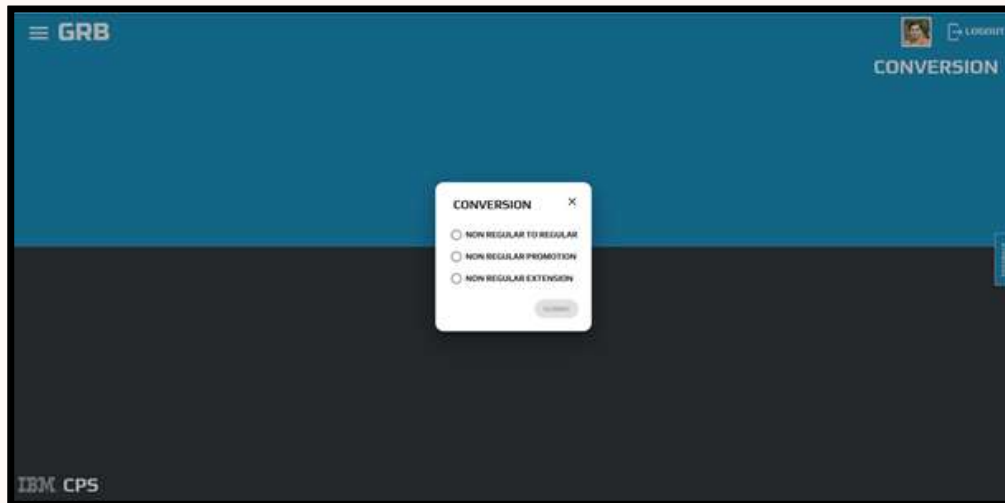 GRB
LOGOUT
CONVERSION
CONVERSION
NON REGULAR TO REGULAR
NON REGULAR PROMOTION
NON REGULAR EXTENSION
IBM CPS